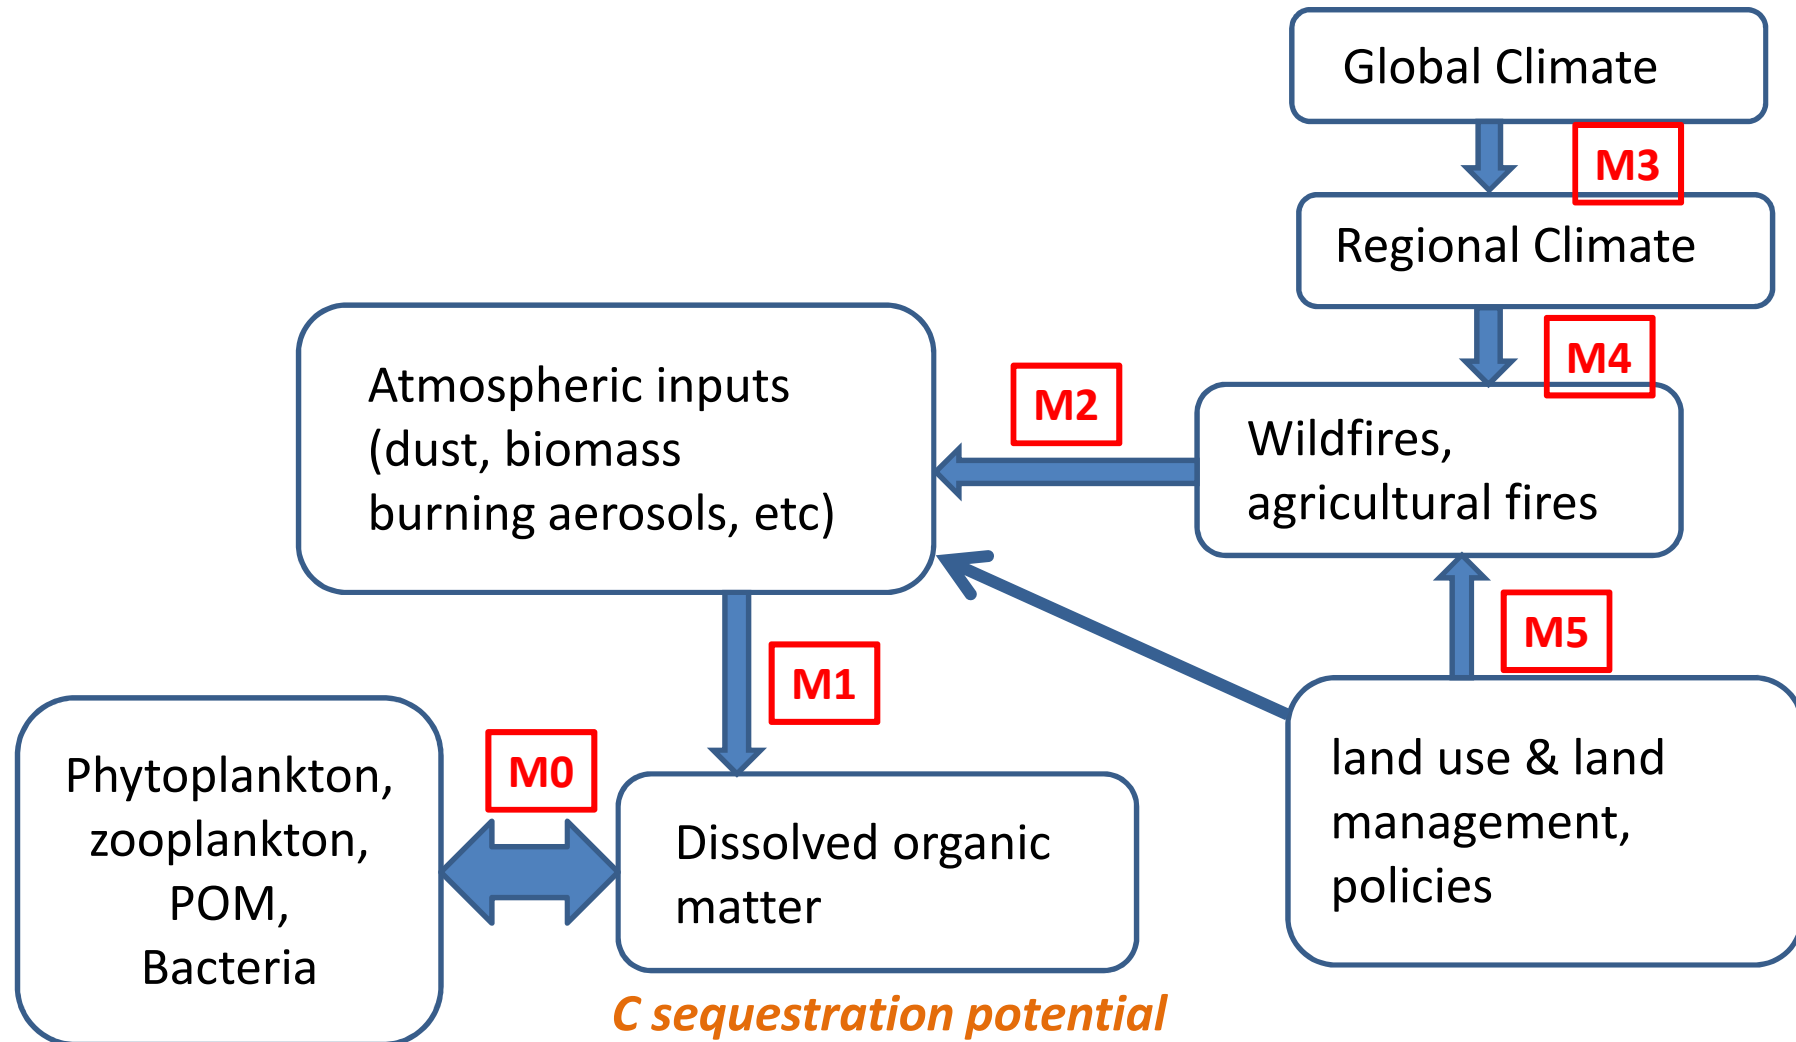 Global Climate
M3
Regional Climate
M4
Atmospheric inputs
(dust, biomass
burning aerosols, etc)
M2
Wildfires,
agricultural fires
M5
M1
Phytoplankton,
zooplankton,
POM,
Bacteria
M0
Dissolved organic
matter
land use & land
management,
policies
C sequestration potential